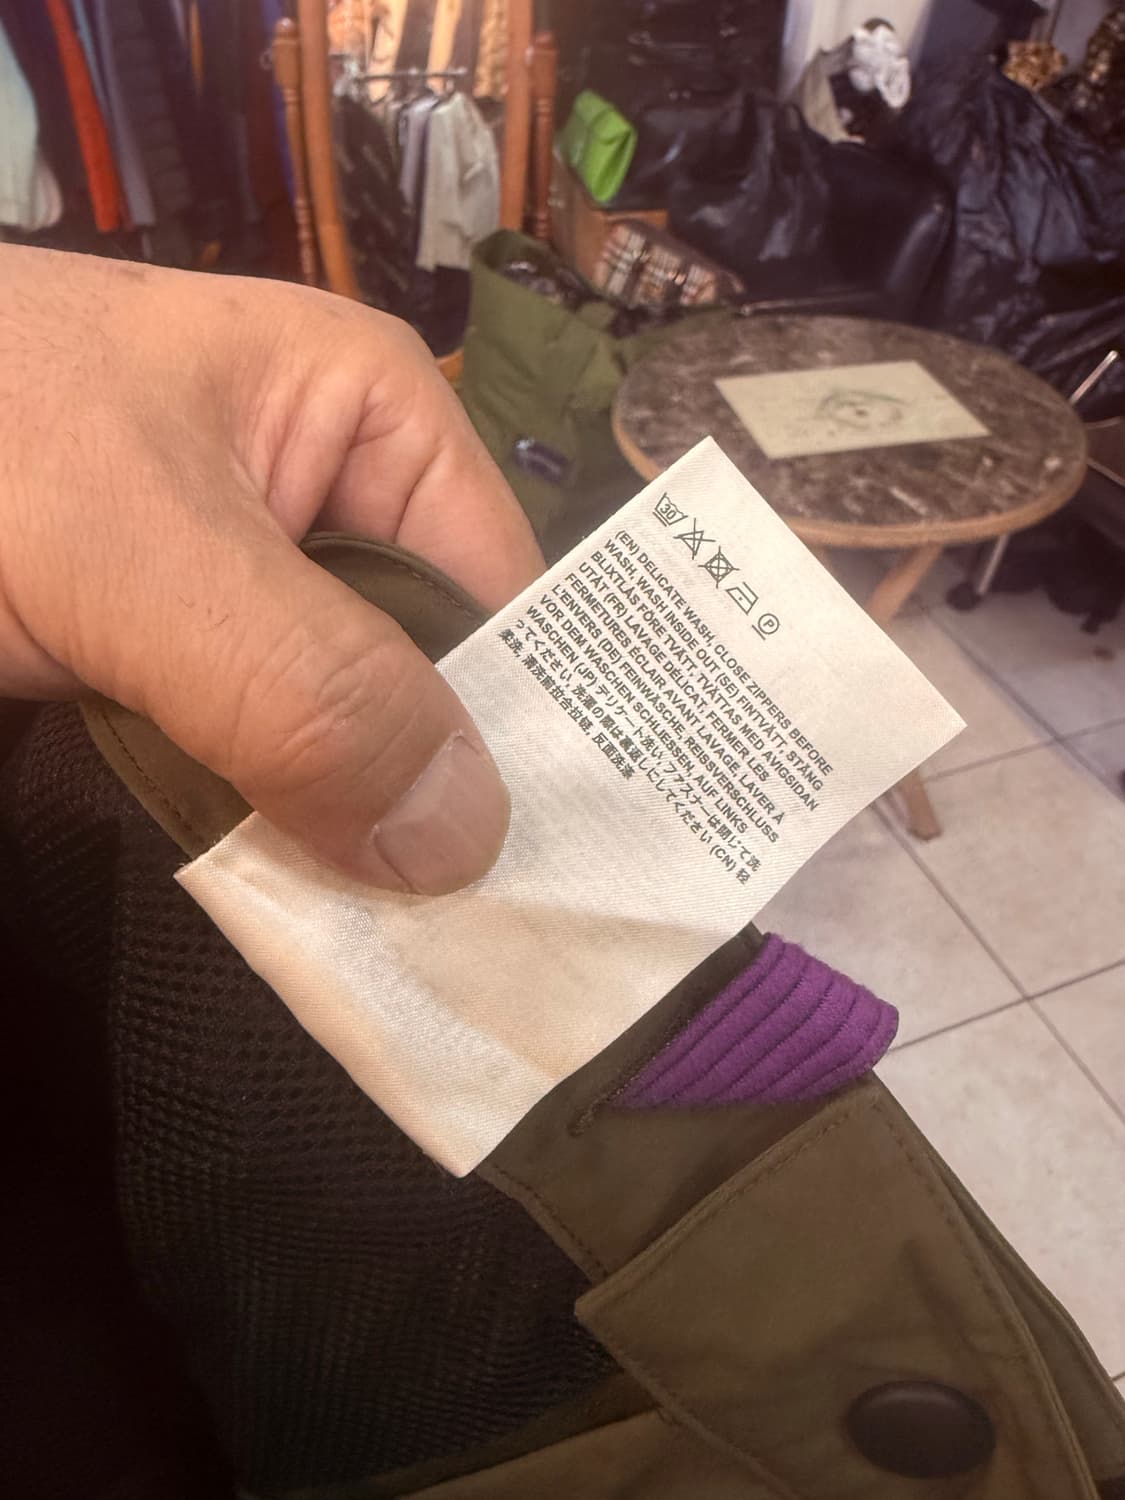 30 P
(EN) DELICATE WASH, CLOSE ZIPPERS BEFORE
WASH, WASH INSIDE OUT (SE) FINTVÄTT, STÄNG
BLIXTLÅS FÖRE TVÄTT, TVÄTTAS MED AVIGSIDAN
UTÅT (FR) LAVAGE DÉLICAT, FERMER LES
FERMETURES ÉCLAIR AVANT LAVAGE, LAVER À
L'ENVERS (DE) FEINWÄSCHE, REISSVERSCHLUSS
VOR DEM WASCHEN SCHLIESSEN, AUF LINKS
WASCHEN (JP) デリケート洗い, ファスナーは閉じて洗
ってください, 洗濯の際は裏返しにしてください (CN) 轻
柔洗, 清洗前拉合拉链, 反面洗涤